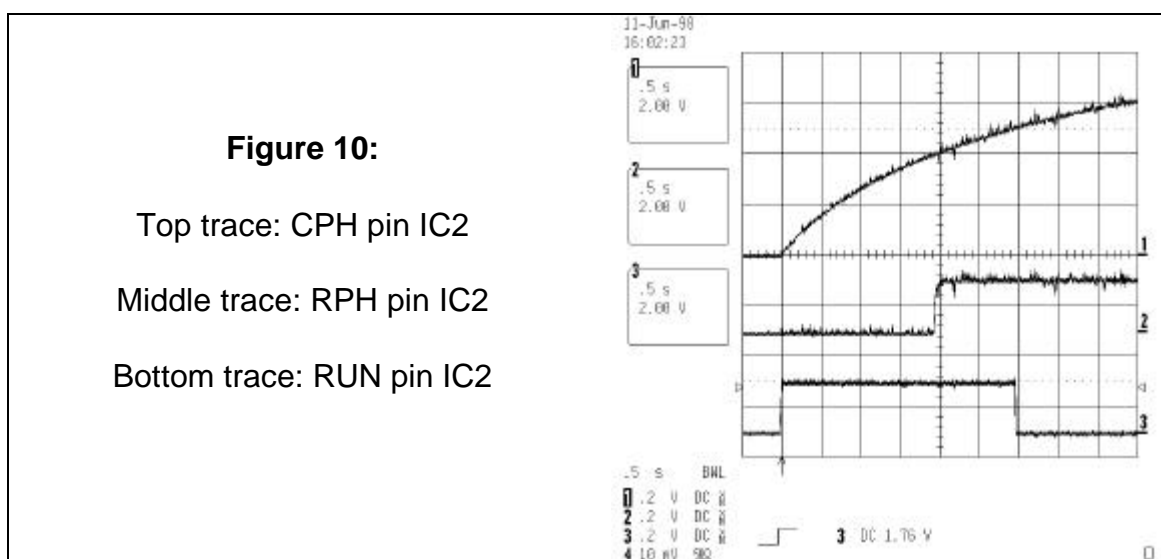 Figure 10:
Top trace: CPH pin IC2
Middle trace: RPH pin IC2
Bottom trace: RUN pin IC2
11-Jun-98
16:02:23
1
.5 s
2.00 V
2
.5 s
2.00 V
3
.5 s
2.00 V
1
2
3
.5 s BWL
1 .2 V DC
2 .2 V DC
3 .2 V DC
4 10 mV 50Ω
3 DC 1.76 V